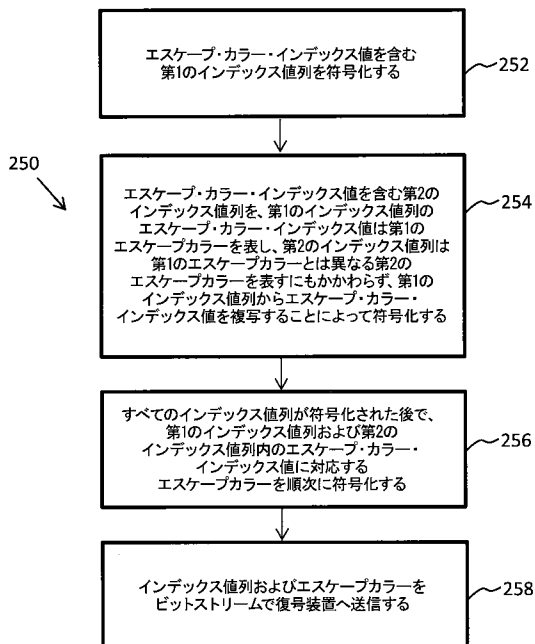 エスケープ・カラー・インデックス値を含む
第1のインデックス値列を符号化する
252
250
エスケープ・カラー・インデックス値を含む第2の
インデックス値列を、第1のインデックス値列の
エスケープ・カラー・インデックス値は第1の
エスケープカラーを表し、第2のインデックス値列は
第1のエスケープカラーとは異なる第2の
エスケープカラーを表すにもかかわらず、第1の
インデックス値列からエスケープ・カラー・
インデックス値を複写することによって符号化する
254
すべてのインデックス値列が符号化された後で、
第1のインデックス値列および第2の
インデックス値列内のエスケープ・カラー・
インデックス値に対応する
エスケープカラーを順次に符号化する
256
インデックス値列およびエスケープカラーを
ビットストリームで復号装置へ送信する
258